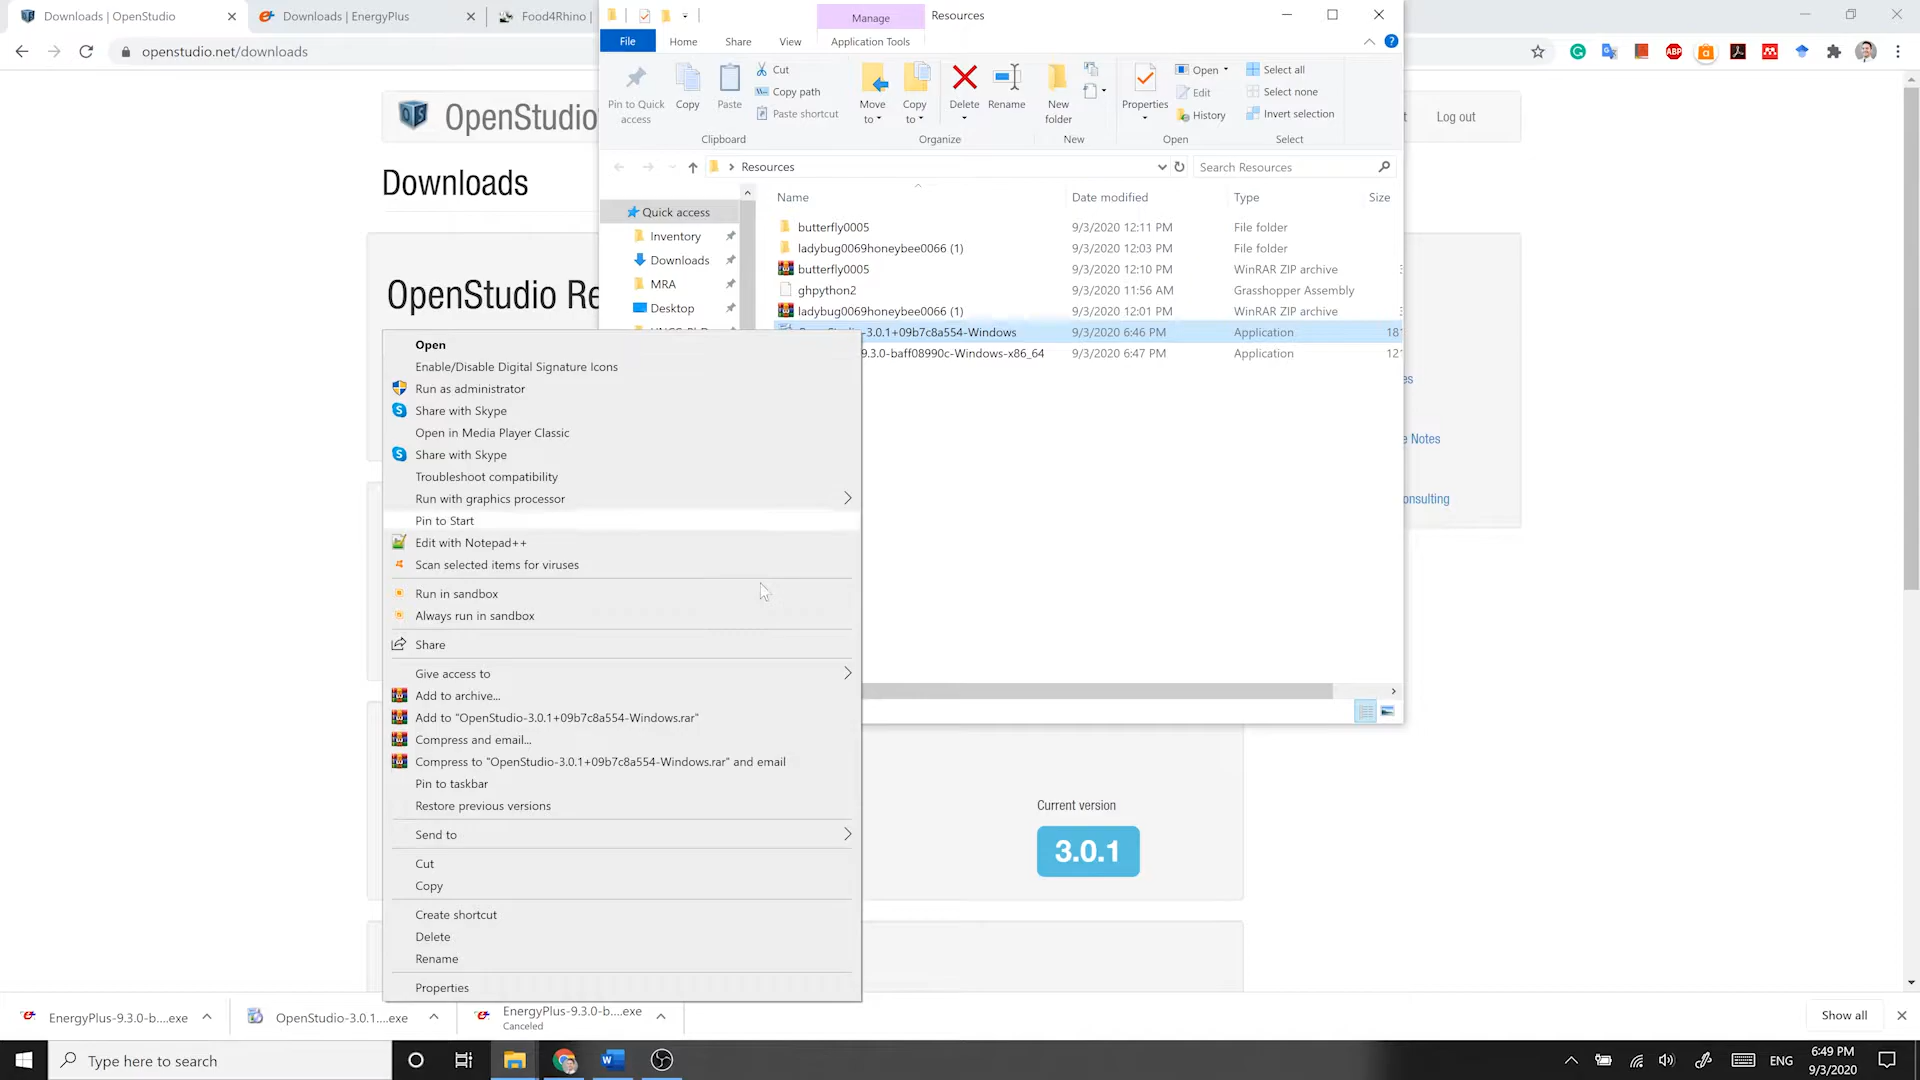 Downloads | OpenStudio
Downloads | EnergyPlus
Food4Rhino |
openstudio.net/downloads
OpenStudio
Log out
Downloads
OpenStudio Re
es
e Notes
onsulting
Current version
3.0.1
Manage
Resources
File
Home
Share
View
Application Tools
Pin to Quick access
Copy
Paste
Cut
Copy path
Paste shortcut
Clipboard
Move to
Copy to
Delete
Rename
Organize
New folder
New
Properties
Open
Edit
History
Open
Select all
Select none
Invert selection
Select
Resources
Search Resources
Quick access
Inventory
Downloads
MRA
Desktop
Name
Date modified
Type
Size
butterfly0005 9/3/2020 12:11 PM File folder
ladybug0069honeybee0066 (1) 9/3/2020 12:03 PM File folder
butterfly0005 9/3/2020 12:10 PM WinRAR ZIP archive
ghpython2 9/3/2020 11:56 AM Grasshopper Assembly
ladybug0069honeybee0066 (1) 9/3/2020 12:01 PM WinRAR ZIP archive
-3.0.1+09b7c8a554-Windows 9/3/2020 6:46 PM Application 18
9.3.0-baff08990c-Windows-x86_64 9/3/2020 6:47 PM Application 12
Open
Enable/Disable Digital Signature Icons
Run as administrator
Share with Skype
Open in Media Player Classic
Share with Skype
Troubleshoot compatibility
Run with graphics processor
Pin to Start
Edit with Notepad++
Scan selected items for viruses
Run in sandbox
Always run in sandbox
Share
Give access to
Add to archive...
Add to "OpenStudio-3.0.1+09b7c8a554-Windows.rar"
Compress and email...
Compress to "OpenStudio-3.0.1+09b7c8a554-Windows.rar" and email
Pin to taskbar
Restore previous versions
Send to
Cut
Copy
Create shortcut
Delete
Rename
Properties
EnergyPlus-9.3.0-b....exe
OpenStudio-3.0.1....exe
EnergyPlus-9.3.0-b....exe
Canceled
Show all
Type here to search
ENG
6:49 PM
9/3/2020